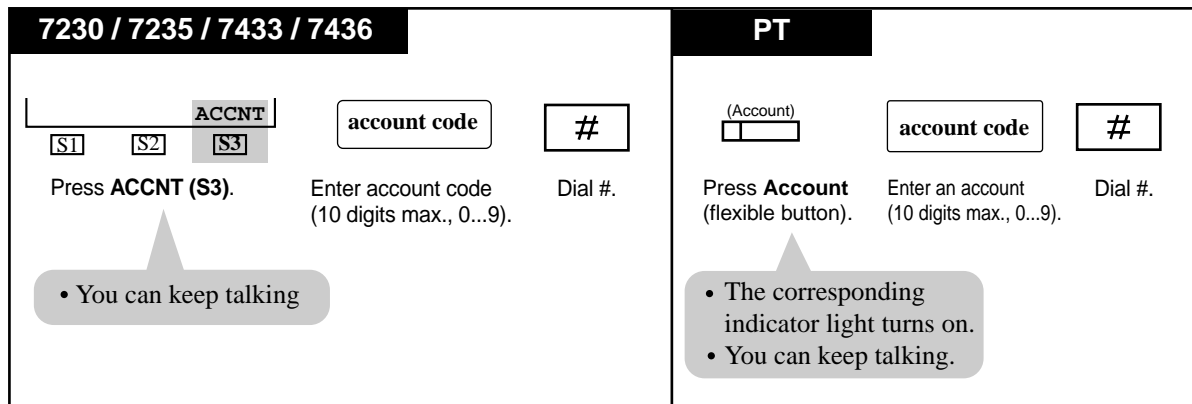 7230 / 7235 / 7433 / 7436
ACCNT
S1 S2 S3
account code
#
Press ACCNT (S3).
Enter account code
(10 digits max., 0...9).
Dial #.
• You can keep talking
PT
(Account)
account code
#
Press Account
(flexible button).
Enter an account
(10 digits max., 0...9).
Dial #.
• The corresponding
indicator light turns on.
• You can keep talking.